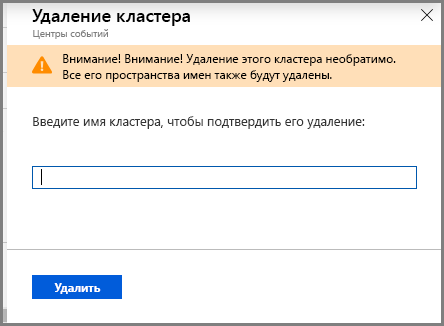 Удаление кластера
Центры событий
Внимание! Внимание! Удаление этого кластера необратимо.
Все его пространства имен также будут удалены.
Введите имя кластера, чтобы подтвердить его удаление:
Удалить